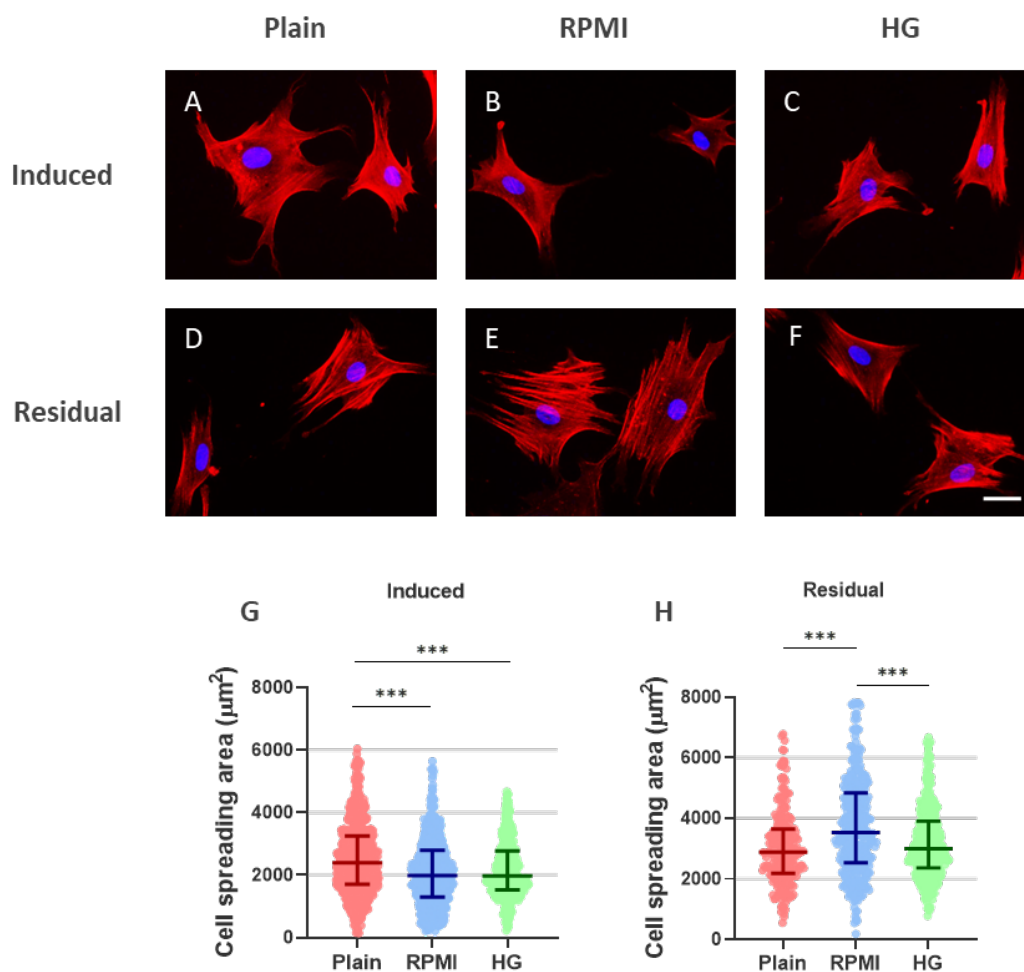 Plain RPMI HG
Induced
A B C
Residual
D E F
G
Induced
***
***
Cell spreading area (μm²)
8000
6000
4000
2000
0
Plain RPMI HG
H
Residual
***
***
Cell spreading area (μm²)
8000
6000
4000
2000
0
Plain RPMI HG